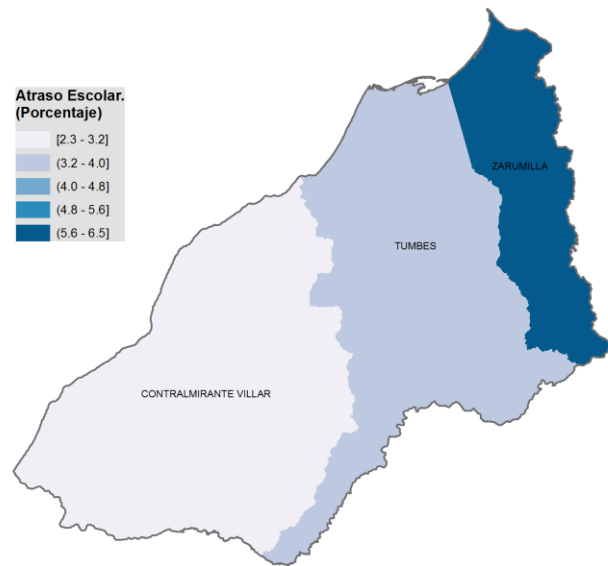 Atraso Escolar.
(Porcentaje)
[2.3 - 3.2]
(3.2 - 4.0]
(4.0 - 4.8]
(4.8 - 5.6]
(5.6 - 6.5]
ZARUMILLA
TUMBES
CONTRALMIRANTE VILLAR